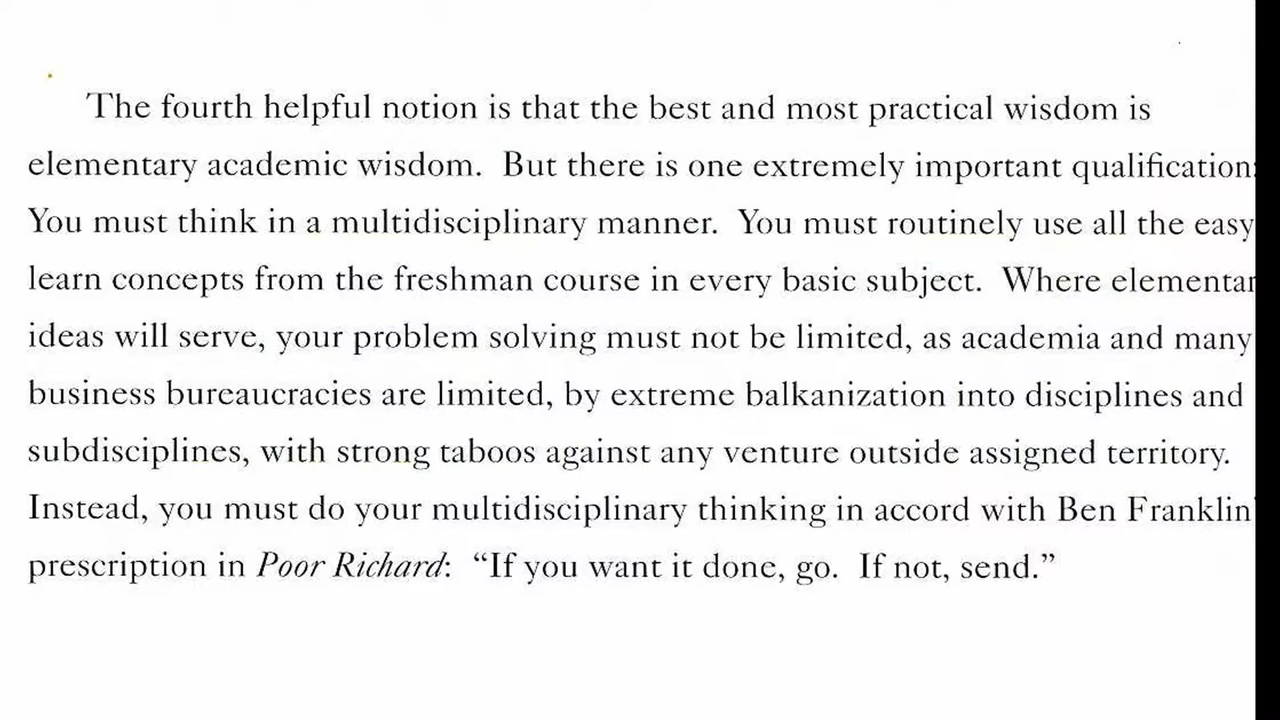 The fourth helpful notion is that the best and most practical wisdom is
elementary academic wisdom. But there is one extremely important qualification:
You must think in a multidisciplinary manner. You must routinely use all the easy
learn concepts from the freshman course in every basic subject. Where elementar
ideas will serve, your problem solving must not be limited, as academia and many
business bureaucracies are limited, by extreme balkanization into disciplines and
subdisciplines, with strong taboos against any venture outside assigned territory.
Instead, you must do your multidisciplinary thinking in accord with Ben Franklin'
prescription in Poor Richard: “If you want it done, go. If not, send.”